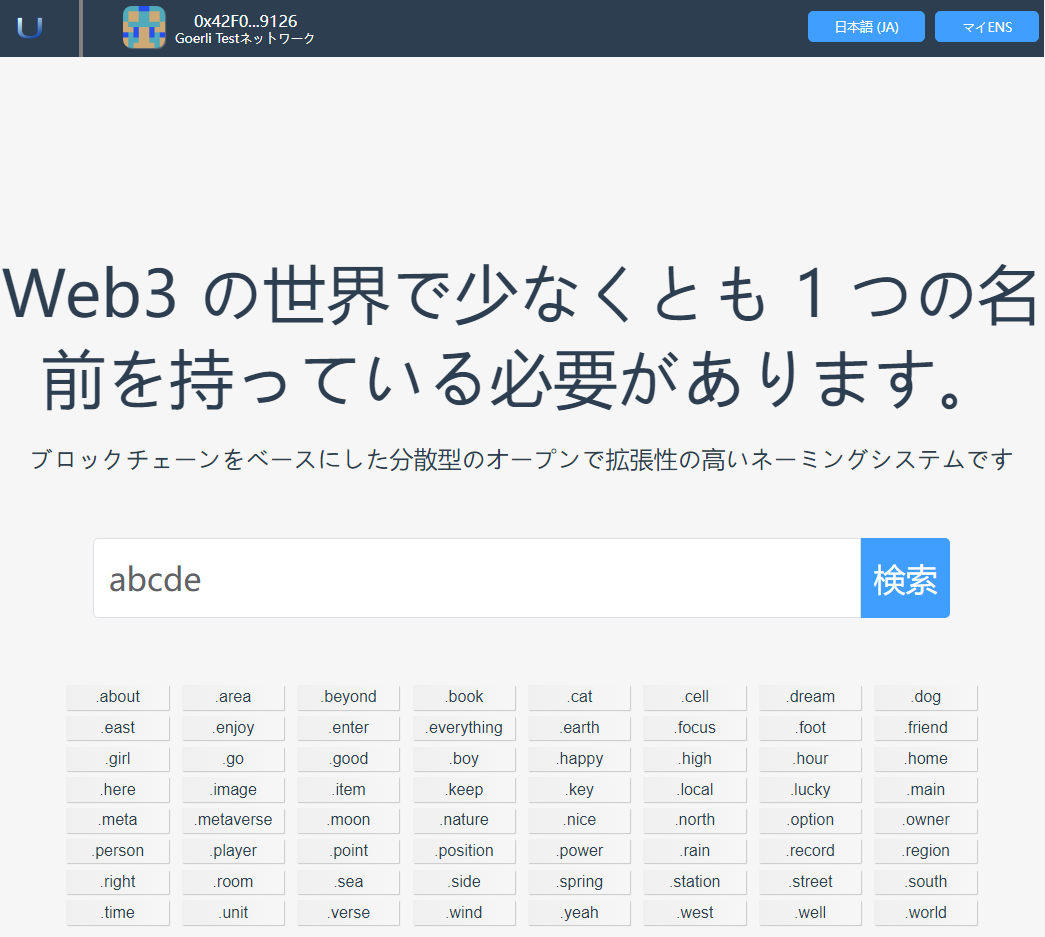 U
0x42F0...9126
Goerli Testネットワーク
日本語 (JA)
マイENS
Web3 の世界で少なくとも 1 つの名
前を持っている必要があります。
ブロックチェーンをベースにした分散型のオープンで拡張性の高いネーミングシステムです
abcde
検索
.about .area .beyond .book .cat .cell .dream .dog
.east .enjoy .enter .everything .earth .focus .foot .friend
.girl .go .good .boy .happy .high .hour .home
.here .image .item .keep .key .local .lucky .main
.meta .metaverse .moon .nature .nice .north .option .owner
.person .player .point .position .power .rain .record .region
.right .room .sea .side .spring .station .street .south
.time .unit .verse .wind .yeah .west .well .world